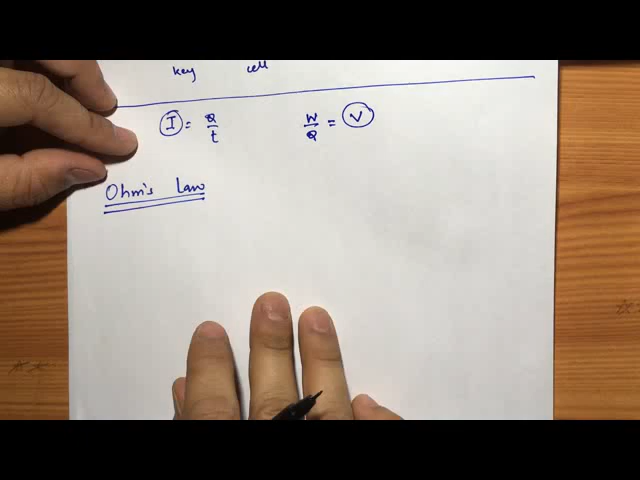 key cell
I = Q/t W/Q = V
Ohm's Law